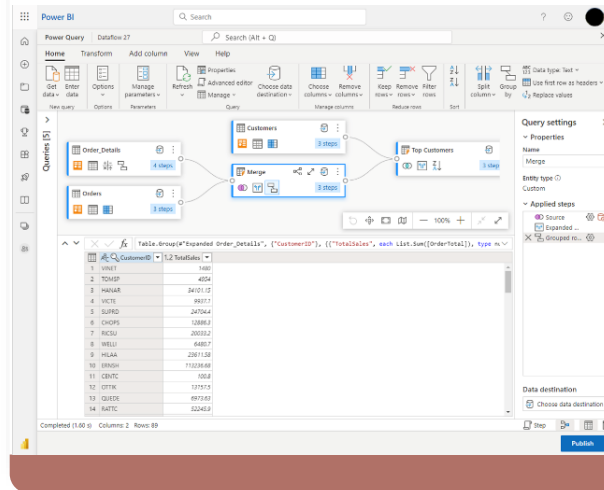 Power BI
Search
Power Query Dataflow 27
Search (Alt + Q)
Home Transform Add column View Help
Get data Enter data
Options
Manage parameters
Refresh
Properties
Advanced editor
Manage
Choose data destination
Choose columns
Remove columns
Keep rows
Remove rows
Filter rows
Split column
Group by
Data type: Text
Use first row as headers
Replace values
New query Options Parameters Query Manage columns Reduce rows Sort
Queries [5]
Order_Details
4 steps
Orders
3 steps
Customers
3 steps
Merge
3 steps
Top Customers
3 step
100%
Table.Group(#"Expanded Order_Details", {"CustomerID"}, {{"TotalSales", each List.Sum([OrderTotal]), type nu
CustomerID 1.2 TotalSales
1 VINET 1480
2 TOMSP 4804
3 HANAR 34101.15
4 VICTE 9937.7
5 SUPRD 24704.4
6 CHOPS 12886.3
7 RICSU 20033.2
8 WELLI 6480.7
9 HILAA 23611.58
10 ERNSH 113236.68
11 CENTC 100.8
12 OTTIK 13157.5
13 QUEDE 6973.63
14 RATTC 52245.9
Query settings
Properties
Name
Merge
Entity type
Custom
Applied steps
Source
Expanded ...
Grouped ro...
Data destination
Choose data destination
Completed (1.60 s) Columns: 2 Rows: 89
Step
Publish